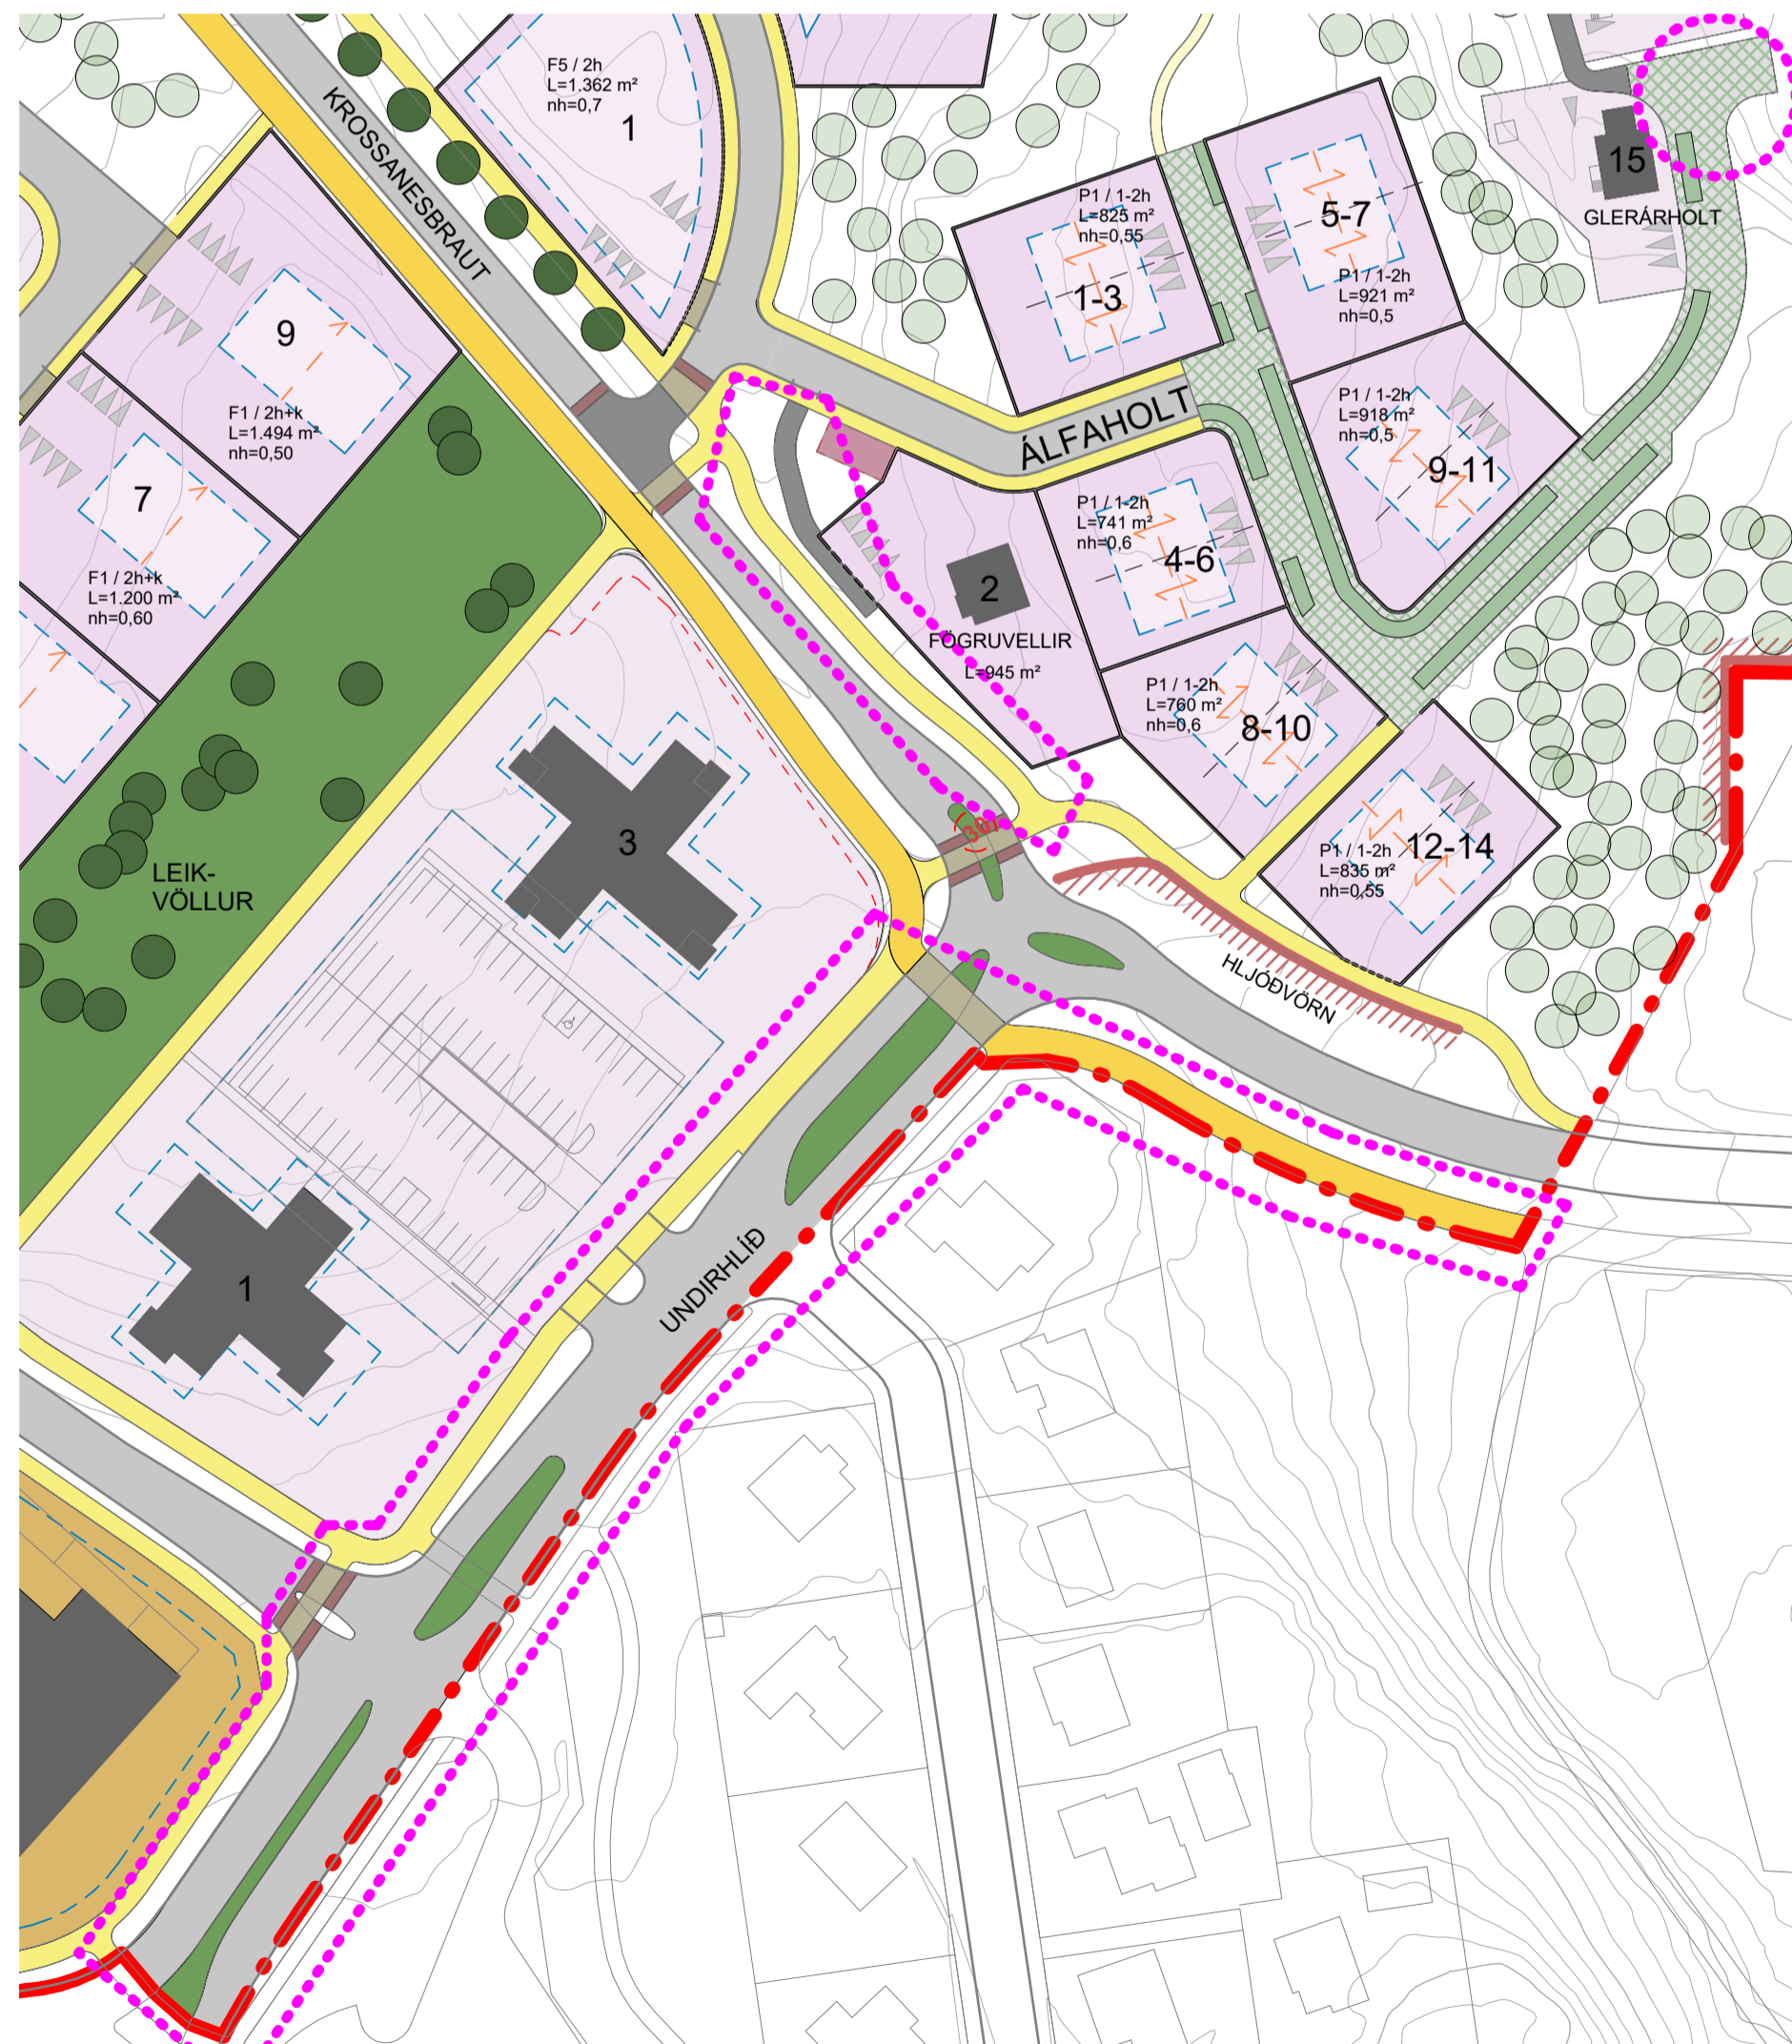 F5 / 2h
L=1.362 m²
nh=0,7
1
KROSSANESBRAUT
15
GLERÁRHOLT
P1 / 1-2h
L=825 m²
nh=0,55
1-3
5-7
P1 / 1-2h
L=921 m²
nh=0,5
9
F1 / 2h+k
L=1.494 m²
nh=0,50
P1 / 1-2h
L=918 m²
nh=0,5
9-11
ÁLFAHOLT
7
F1 / 2h+k
L=1.200 m²
nh=0,60
P1 / 1-2h
L=741 m²
nh=0,6
4-6
2
FÖGRUVELLIR
L=945 m²
P1 / 1-2h
L=760 m²
nh=0,6
8-10
30
P1 / 1-2h
L=835 m²
nh=0,55
12-14
3
LEIK-
VÖLLUR
HLJÓÐVÖRN
UNDIRHLÍÐ
1